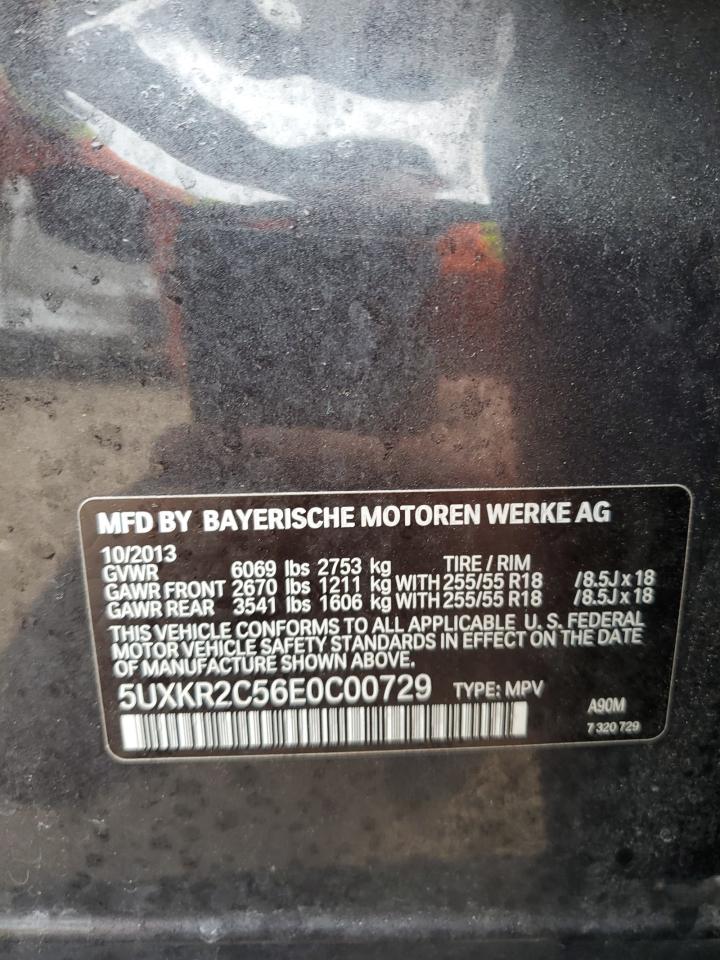 MFD BY BAYERISCHE MOTOREN WERKE AG
10/2013
GVWR 6069 lbs 2753 kg TIRE / RIM
GAWR FRONT 2670 lbs 1211 kg WITH 255/55 R18 /8.5J x 18
GAWR REAR 3541 lbs 1606 kg WITH 255/55 R18 /8.5J x 18
THIS VEHICLE CONFORMS TO ALL APPLICABLE U. S. FEDERAL
MOTOR VEHICLE SAFETY STANDARDS IN EFFECT ON THE DATE
OF MANUFACTURE SHOWN ABOVE.
5UXKR2C56E0C00729 TYPE: MPV
A90M
7 320 729